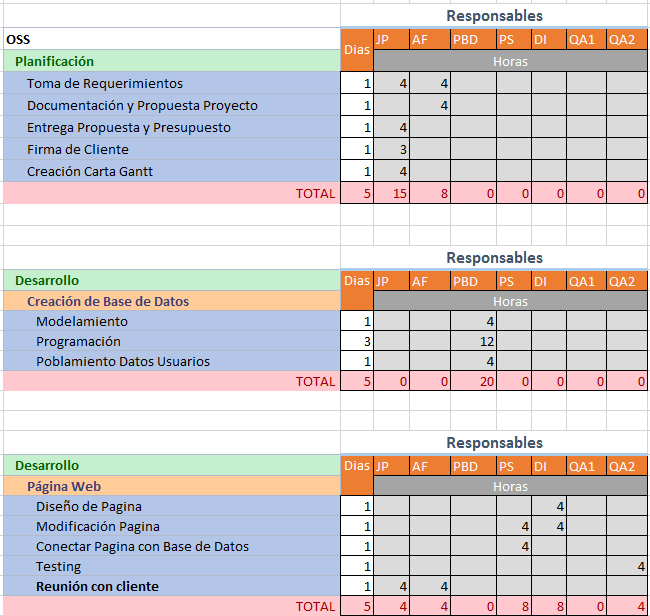 Responsables
OSS Dias JP AF PBD PS DI QA1 QA2
Planificación Horas
Toma de Requerimientos 1 4 4
Documentación y Propuesta Proyecto 1 4
Entrega Propuesta y Presupuesto 1 4
Firma de Cliente 1 3
Creación Carta Gantt 1 4
TOTAL 5 15 8 0 0 0 0 0
Responsables
Desarrollo Dias JP AF PBD PS DI QA1 QA2
Creación de Base de Datos Horas
Modelamiento 1 4
Programación 3 12
Poblamiento Datos Usuarios 1 4
TOTAL 5 0 0 20 0 0 0 0
Responsables
Desarrollo Dias JP AF PBD PS DI QA1 QA2
Página Web Horas
Diseño de Pagina 1 4
Modificación Pagina 1 4 4
Conectar Pagina con Base de Datos 1 4
Testing 1 4
Reunión con cliente 1 4 4
TOTAL 5 4 4 0 8 8 0 4